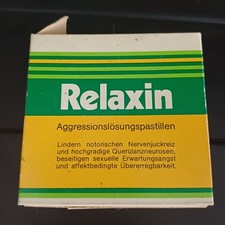 Relaxin
Aggressionslösungspastillen
Lindern notorischen Nervenjuckreiz
und hochgradige Querulanzneurosen,
beseitigen sexuelle Erwartungsangst
und affektbedingte Übererregbarkeit.